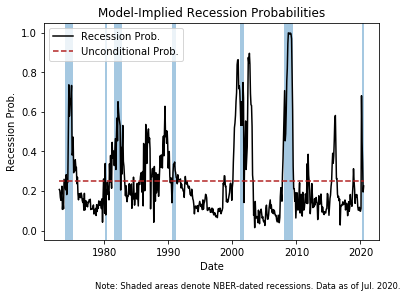 Model-Implied Recession Probabilities
Recession Prob.
Unconditional Prob.
1.0
0.8
0.6
0.4
0.2
0.0
Recession Prob.
1980
1990
2000
2010
2020
Date
Note: Shaded areas denote NBER-dated recessions. Data as of Jul. 2020.